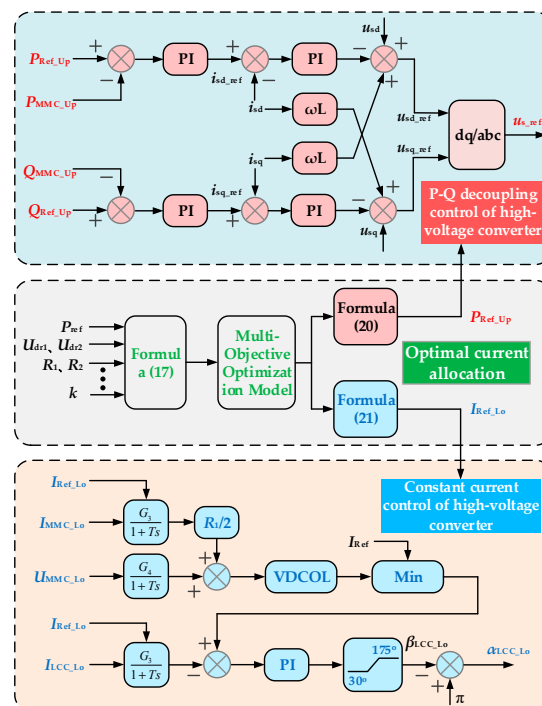 u_sd
P_Ref_Up + PI + PI − + +
− i_sd_ref −
P_MMC_Up
i_sd ωL u_sd_ref
dq/abc u_s_ref
i_sq ωL u_sq_ref
Q_MMC_Up − i_sq_ref − +
Q_Ref_Up + PI + PI −
u_sq
P-Q decoupling
control of high-
voltage converter
P_ref
U_dr1、U_dr2
R_1、R_2
k
Formul
a (17)
Multi-
Objective
Optimizat
ion Model
Formula
(20)
P_Ref_Up
Optimal current
allocation
Formula
(21)
I_Ref_Lo
Constant current
control of high-voltage
converter
I_Ref_Lo
I_MMC_Lo G_3 / 1 + Ts R_1/2
I_Ref
U_MMC_Lo G_4 / 1 + Ts + + VDCOL Min
I_Ref_Lo
I_LCC_Lo G_3 / 1 + Ts − + PI 175° 30° β_LCC_Lo − + α_LCC_Lo
π